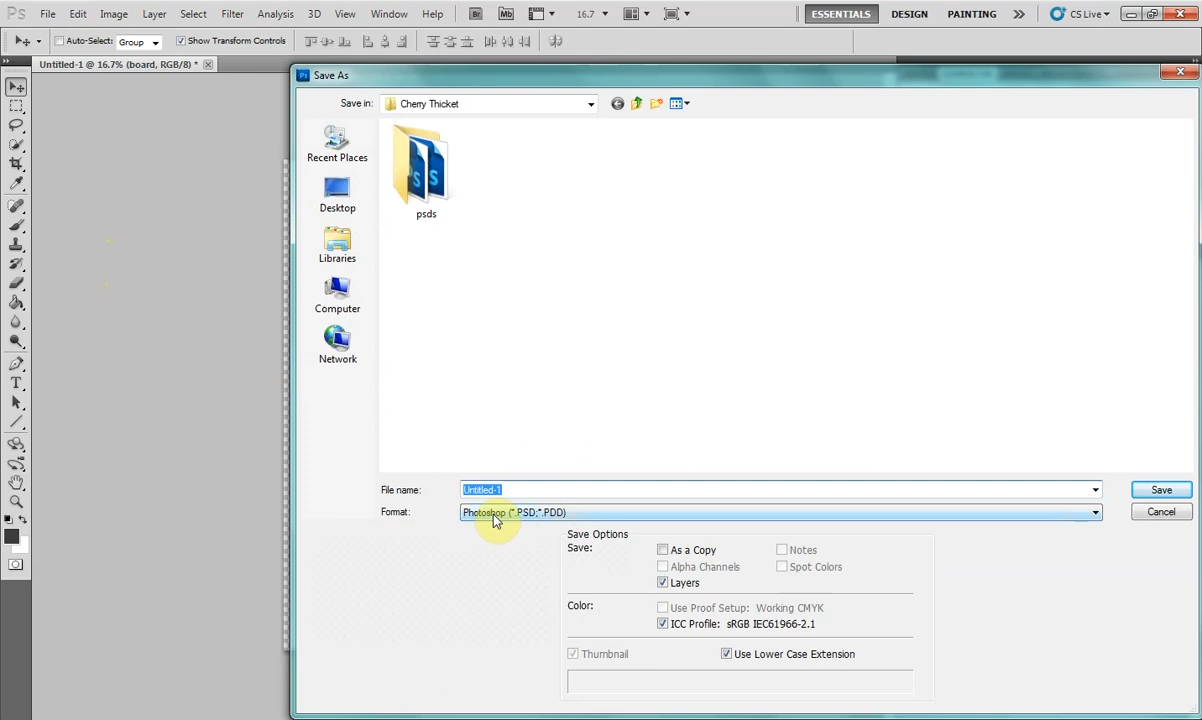 Ps File Edit Image Layer Select Filter Analysis 3D View Window Help Br Mb 16.7 ESSENTIALS DESIGN PAINTING CS Live
Auto-Select: Group Show Transform Controls
Untitled-1 @ 16.7% (board, RGB/8) *
Ps Save As
Save in: Cherry Thicket
Recent Places
Desktop
Libraries
Computer
Network
psds
File name: Untitled-1 Save
Format: Photoshop (*.PSD;*.PDD) Cancel
Save Options
Save: As a Copy Notes
Alpha Channels Spot Colors
Layers
Color: Use Proof Setup: Working CMYK
ICC Profile: sRGB IEC61966-2.1
Thumbnail Use Lower Case Extension